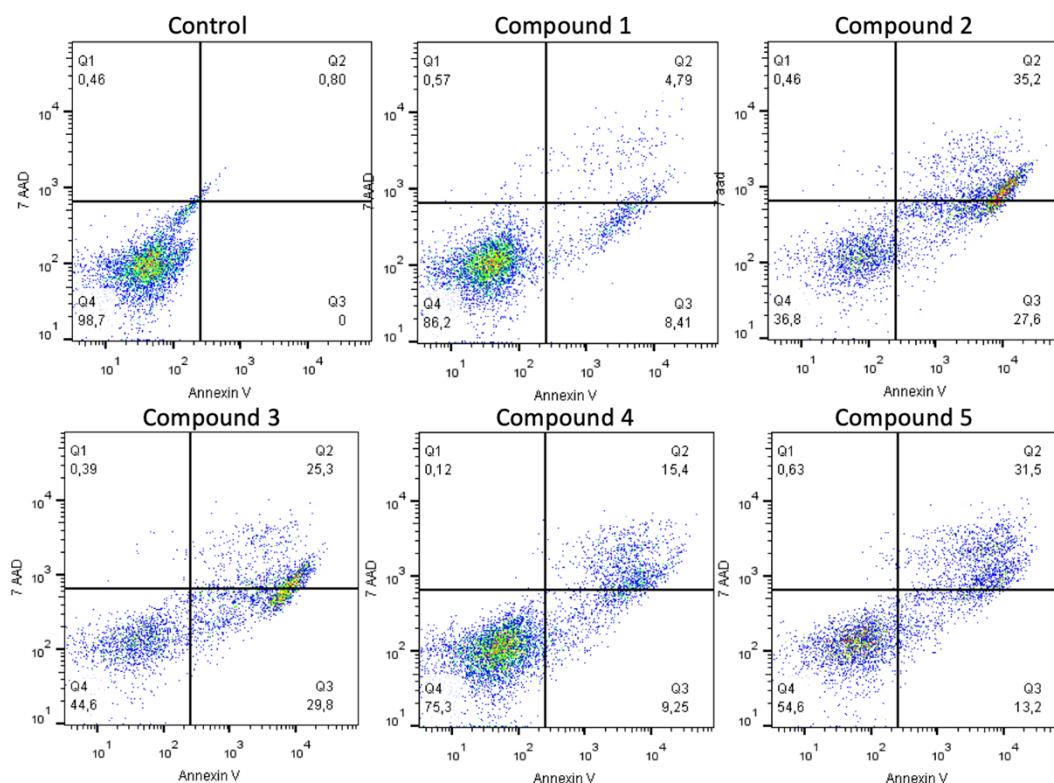 Control
Q1
0,46
Q2
0,80
Q4
98,7
Q3
0
10^4
10^3
10^2
10^1
10^1 10^2 10^3 10^4
7 AAD
Annexin V
Compound 1
Q1
0,57
Q2
4,79
Q4
86,2
Q3
8,41
10^4
10^3
10^2
10^1
10^1 10^2 10^3 10^4
7 AAD
Annexin V
Compound 2
Q1
0,46
Q2
35,2
Q4
36,8
Q3
27,6
10^4
10^3
10^2
10^1
10^1 10^2 10^3 10^4
7 aad
Annexin V
Compound 3
Q1
0,39
Q2
25,3
Q4
44,6
Q3
29,8
10^4
10^3
10^2
10^1
10^1 10^2 10^3 10^4
7 AAD
Annexin V
Compound 4
Q1
0,12
Q2
15,4
Q4
75,3
Q3
9,25
10^4
10^3
10^2
10^1
10^1 10^2 10^3 10^4
7 AAD
Annexin V
Compound 5
Q1
0,63
Q2
31,5
Q4
54,6
Q3
13,2
10^4
10^3
10^2
10^1
10^1 10^2 10^3 10^4
7 AAD
Annexin V